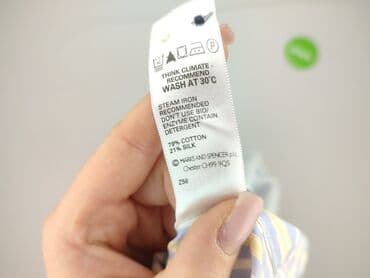 THINK CLIMATE -
RECOMMEND
WASH AT 30°C
STEAM IRON
RECOMMENDED
DON'T USE BIO/
ENZYME CONTAIN
DETERGENT
79% COTTON
21% SILK
© MARKS AND SPENCER p.l.c.
Chester CH99 9QS
Z56